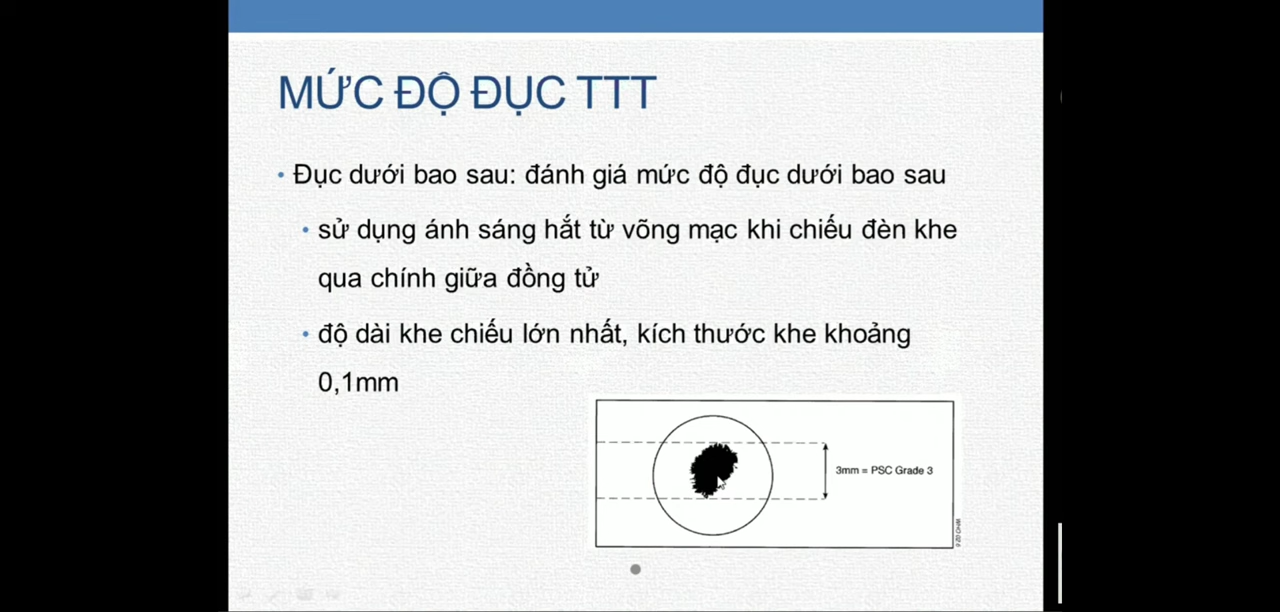 MỨC ĐỘ ĐỤC TTT
• Đục dưới bao sau: đánh giá mức độ đục dưới bao sau
• sử dụng ánh sáng hắt từ võng mạc khi chiếu đèn khe
qua chính giữa đồng tử
• độ dài khe chiếu lớn nhất, kích thước khe khoảng
0,1mm
3mm = PSC Grade 3